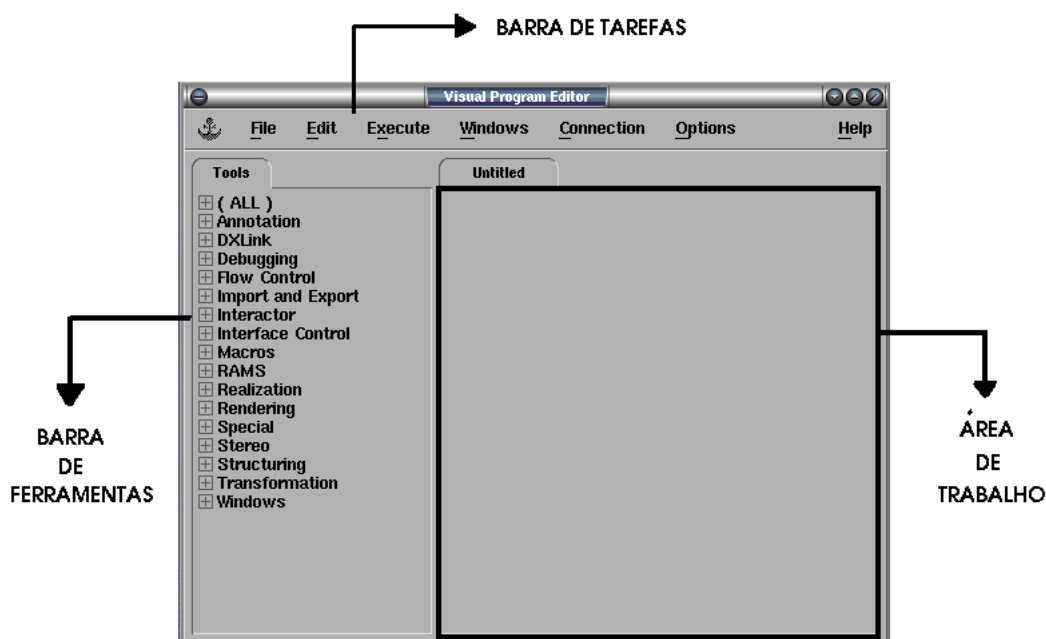 BARRA DE TAREFAS
Visual Program Editor
File Edit Execute Windows Connection Options Help
Tools
Untitled
( ALL )
Annotation
DXLink
Debugging
Flow Control
Import and Export
Interactor
Interface Control
Macros
RAMS
Realization
Rendering
Special
Stereo
Structuring
Transformation
Windows
BARRA
DE
FERRAMENTAS
ÁREA
DE
TRABALHO